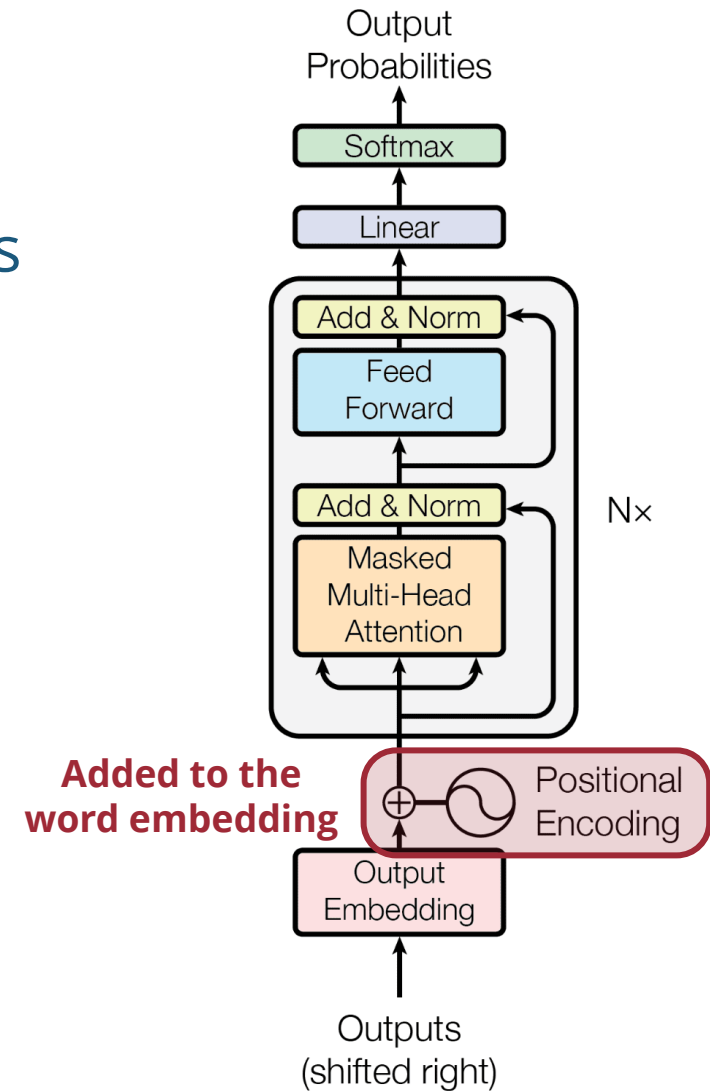 Output
Probabilities
Softmax
Linear
s
Add & Norm
Feed
Forward
Add & Norm
N×
Masked
Multi-Head
Attention
Added to the
word embedding
Positional
Encoding
Output
Embedding
Outputs
(shifted right)